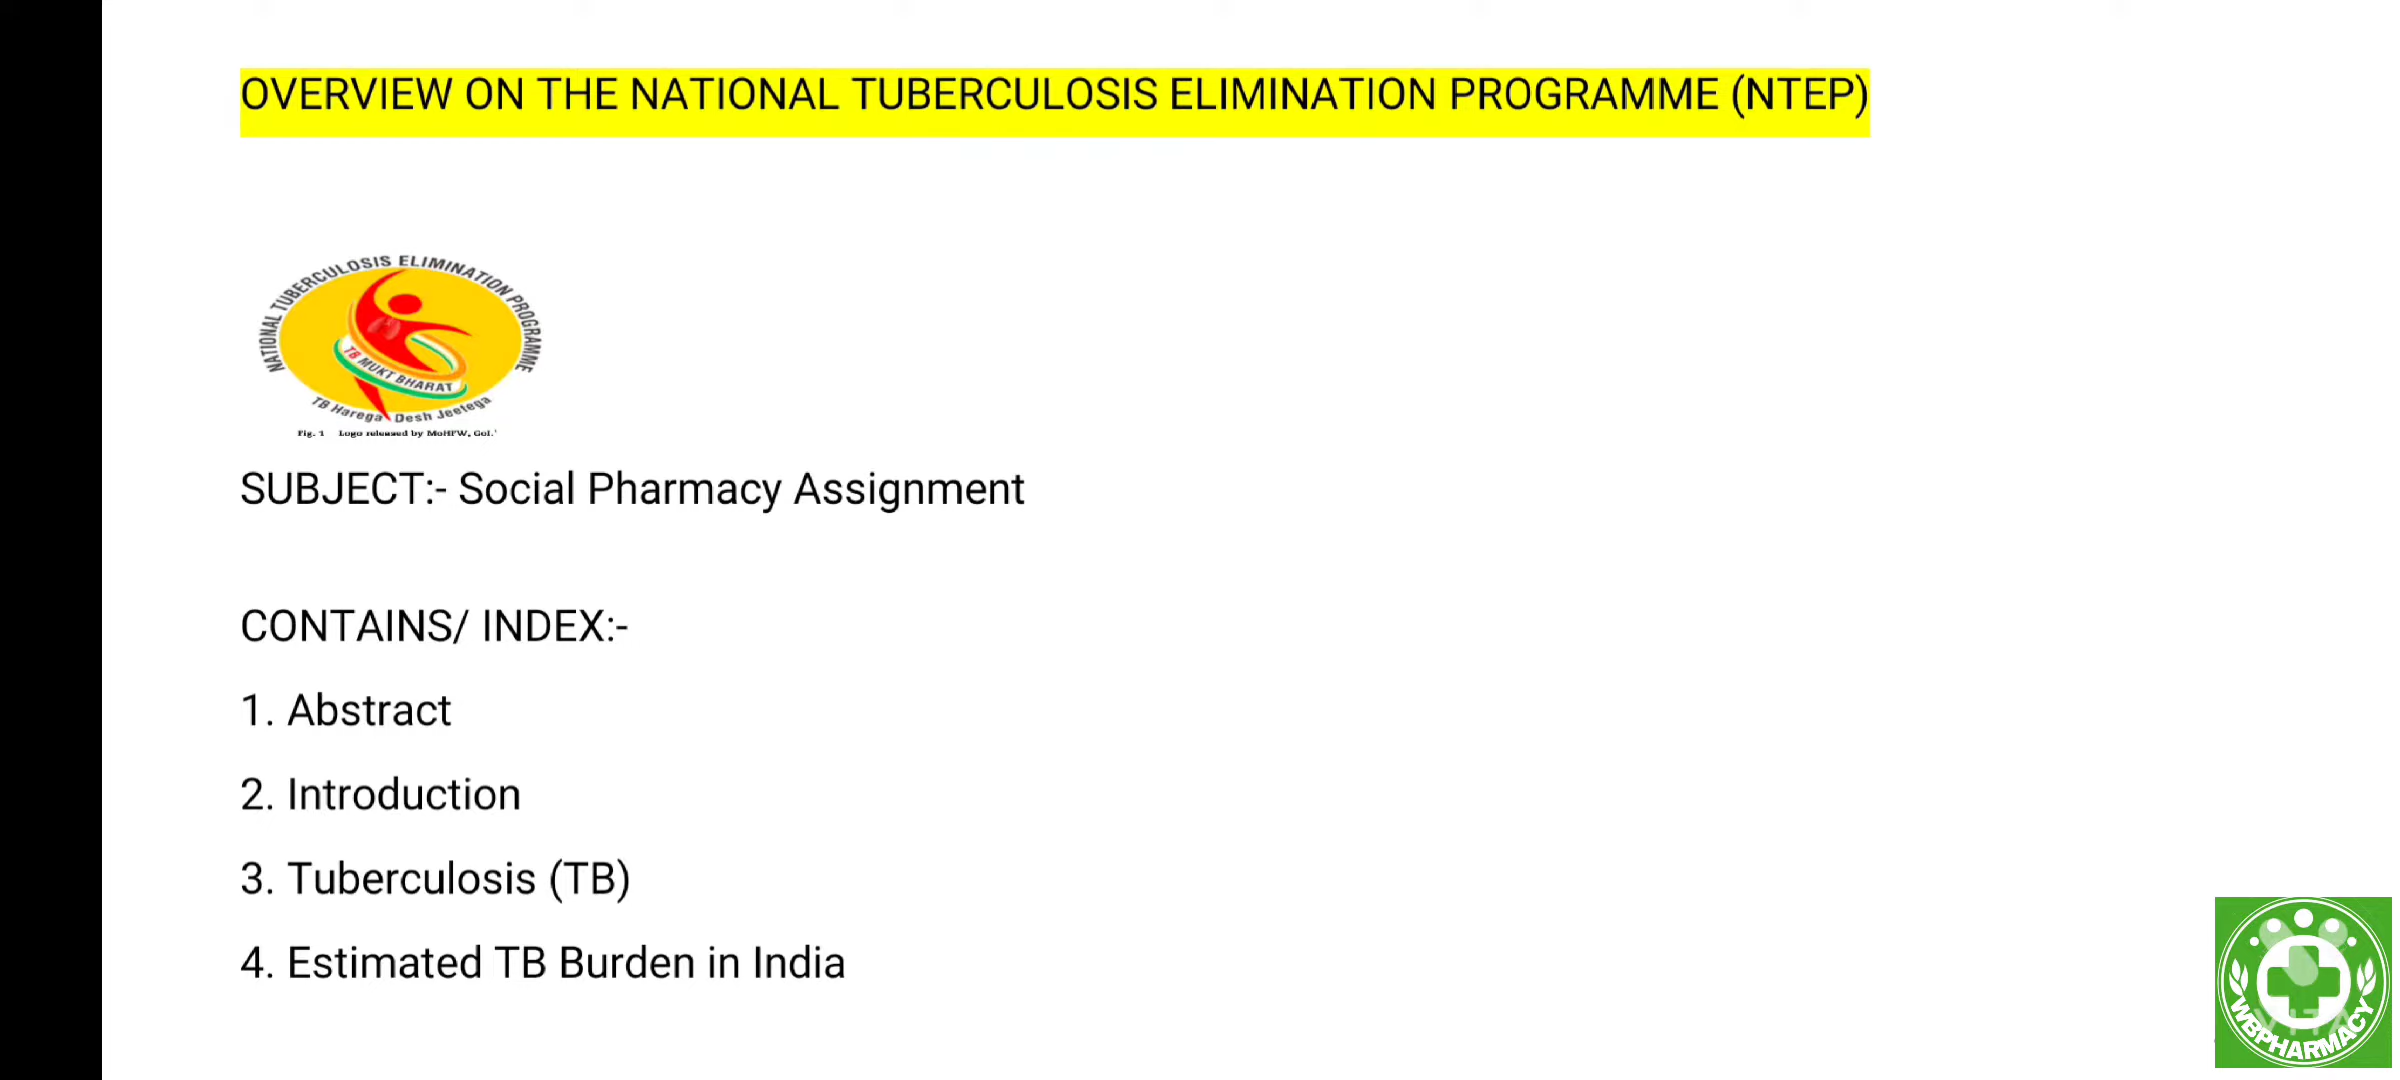 OVERVIEW ON THE NATIONAL TUBERCULOSIS ELIMINATION PROGRAMME (NTEP)
NATIONAL TUBERCULOSIS ELIMINATION PROGRAMME
TB MUKT BHARAT
TB Harega Desh Jeetega
Fig. 1 Logo released by MoHFW, GoI.
SUBJECT:- Social Pharmacy Assignment
CONTAINS/ INDEX:-
1. Abstract
2. Introduction
3. Tuberculosis (TB)
4. Estimated TB Burden in India
VITA
WBPHARMACY